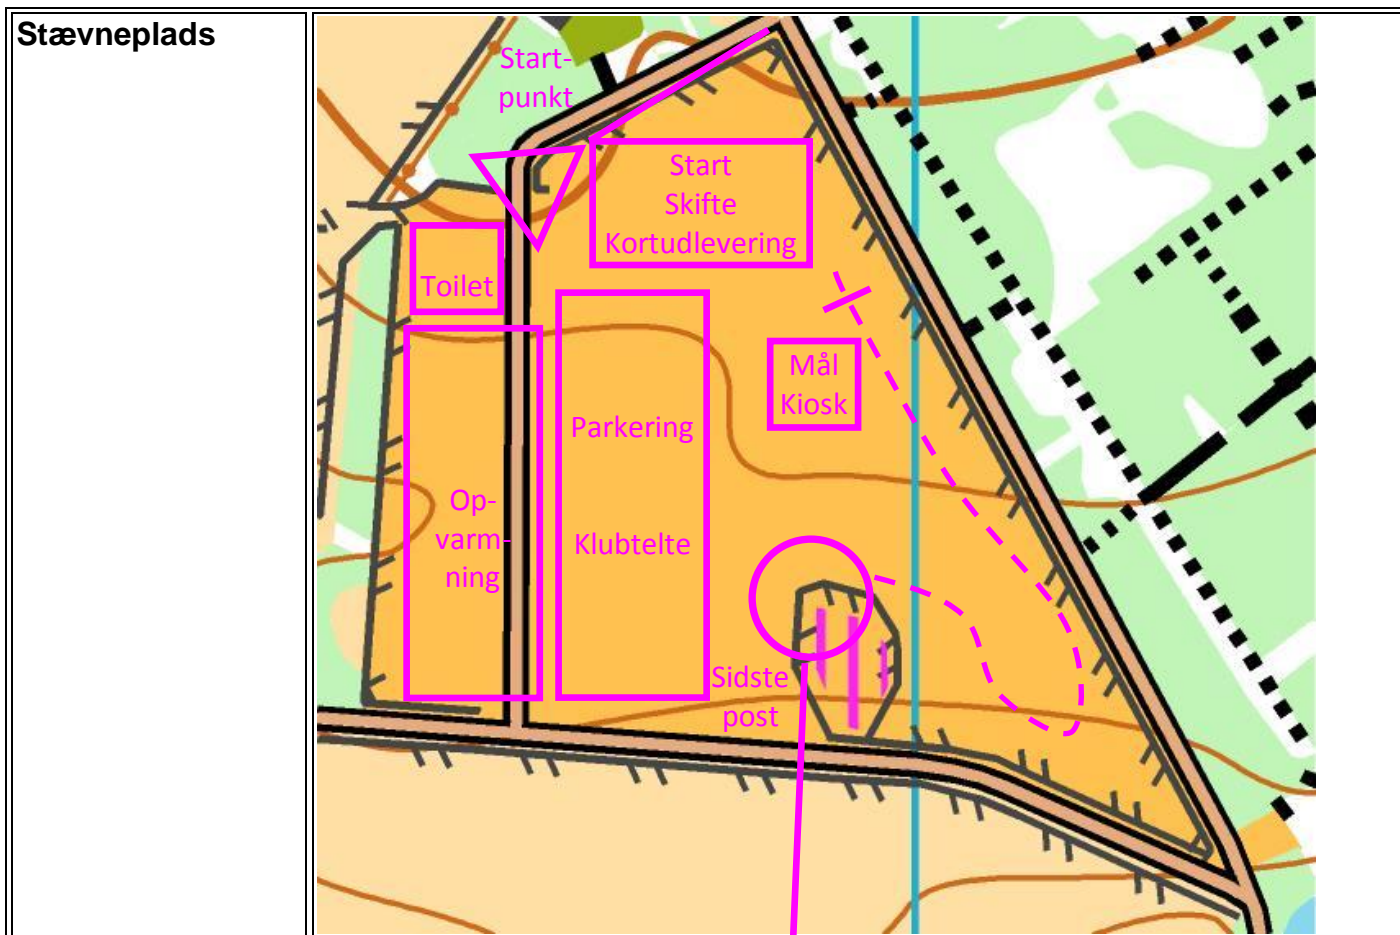 Stævneplads
Start-
punkt
Start
Skifte
Kortudlevering
Toilet
Mål
Kiosk
Parkering
Klubtelte
Op-
varm-
ning
Sidste
post